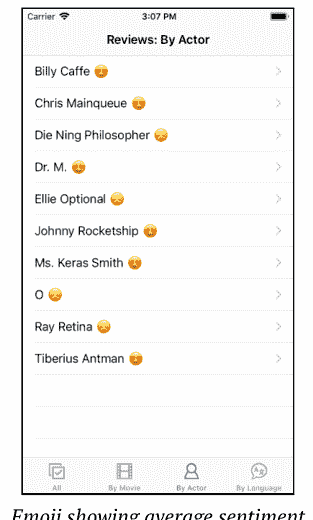 Carrier 3:07 PM
Reviews: By Actor
Billy Caffe
Chris Mainqueue
Die Ning Philosopher
Dr. M.
Ellie Optional
Johnny Rocketship
Ms. Keras Smith
O
Ray Retina
Tiberius Antman
All By Movie By Actor By Language
Emoji showing average sentiment